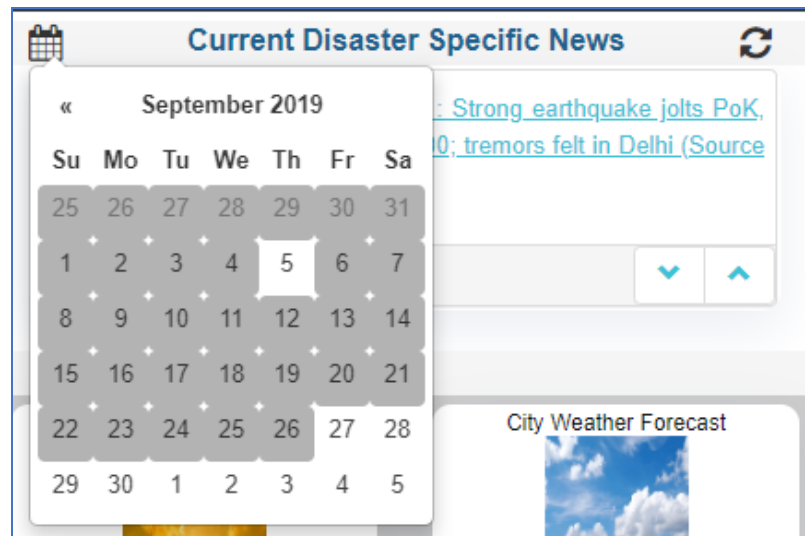 Current Disaster Specific News
« September 2019
: Strong earthquake jolts PoK,
Su Mo Tu We Th Fr Sa
; tremors felt in Delhi (Source
25 26 27 28 29 30 31
1 2 3 4 5 6 7
8 9 10 11 12 13 14
15 16 17 18 19 20 21
22 23 24 25 26 27 28
City Weather Forecast
29 30 1 2 3 4 5